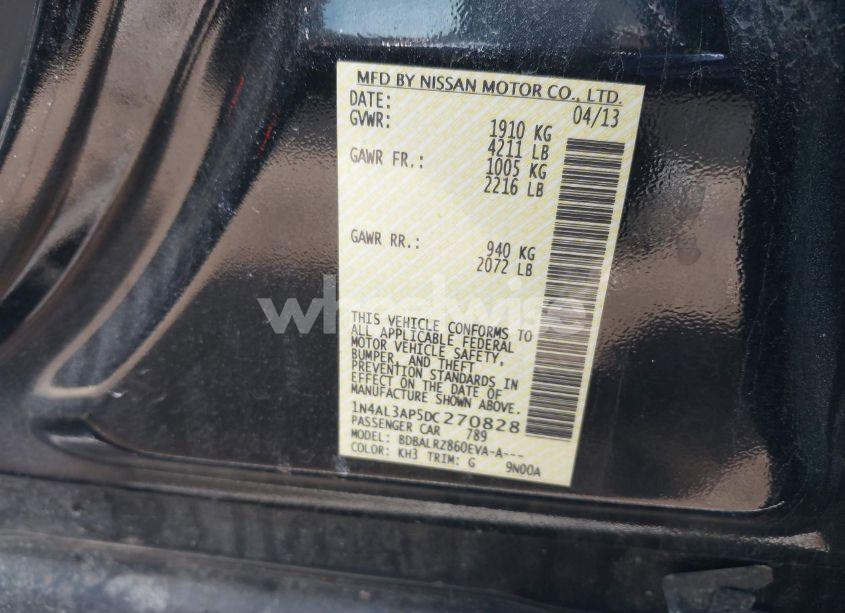 MFD BY NISSAN MOTOR CO., LTD.
DATE: 04/13
GVWR: 1910 KG
4211 LB
GAWR FR.: 1005 KG
2216 LB
GAWR RR.: 940 KG
2072 LB
THIS VEHICLE CONFORMS TO
ALL APPLICABLE FEDERAL
MOTOR VEHICLE SAFETY,
BUMPER, AND THEFT
PREVENTION STANDARDS IN
EFFECT ON THE DATE OF
MANUFACTURE SHOWN ABOVE.
1N4AL3AP5DC270828
PASSENGER CAR 789
MODEL: BDBALRZ860EVA-A---
COLOR: KH3 TRIM: G 9N00A
wheelwise